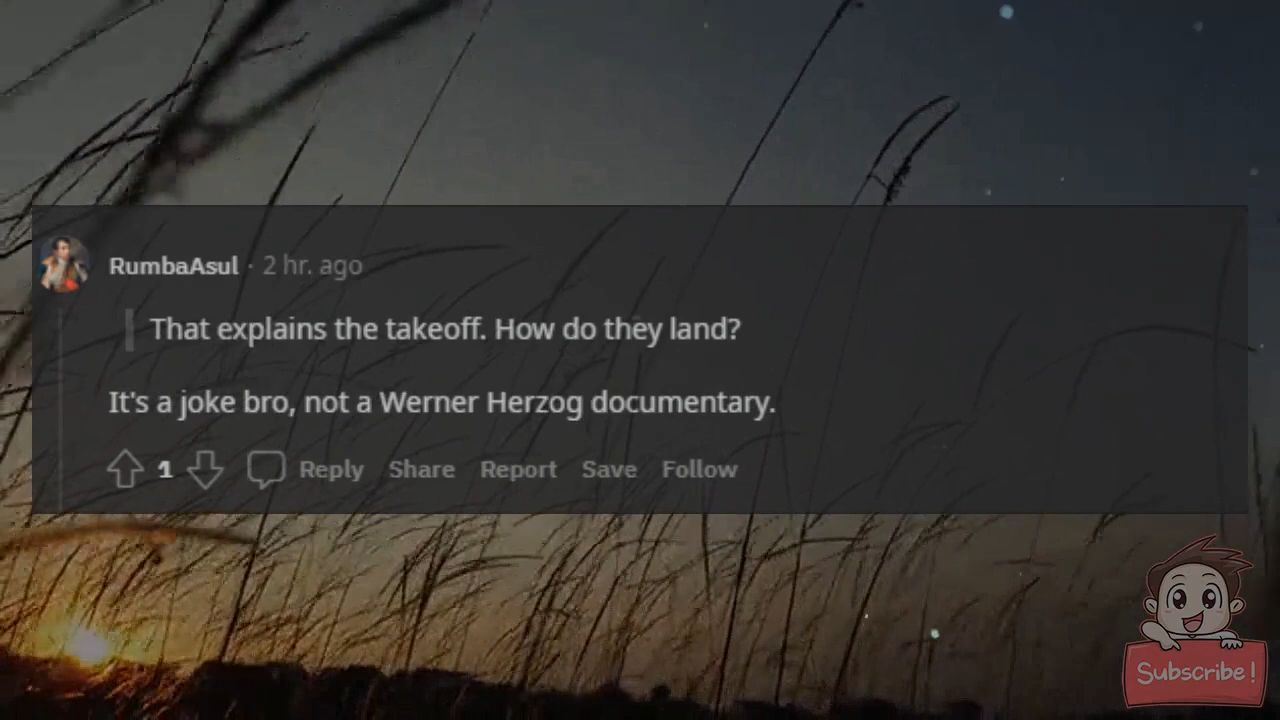 RumbaAsul · 2 hr. ago
That explains the takeoff. How do they land?
It's a joke bro, not a Werner Herzog documentary.
1 Reply Share Report Save Follow
Subscribe!